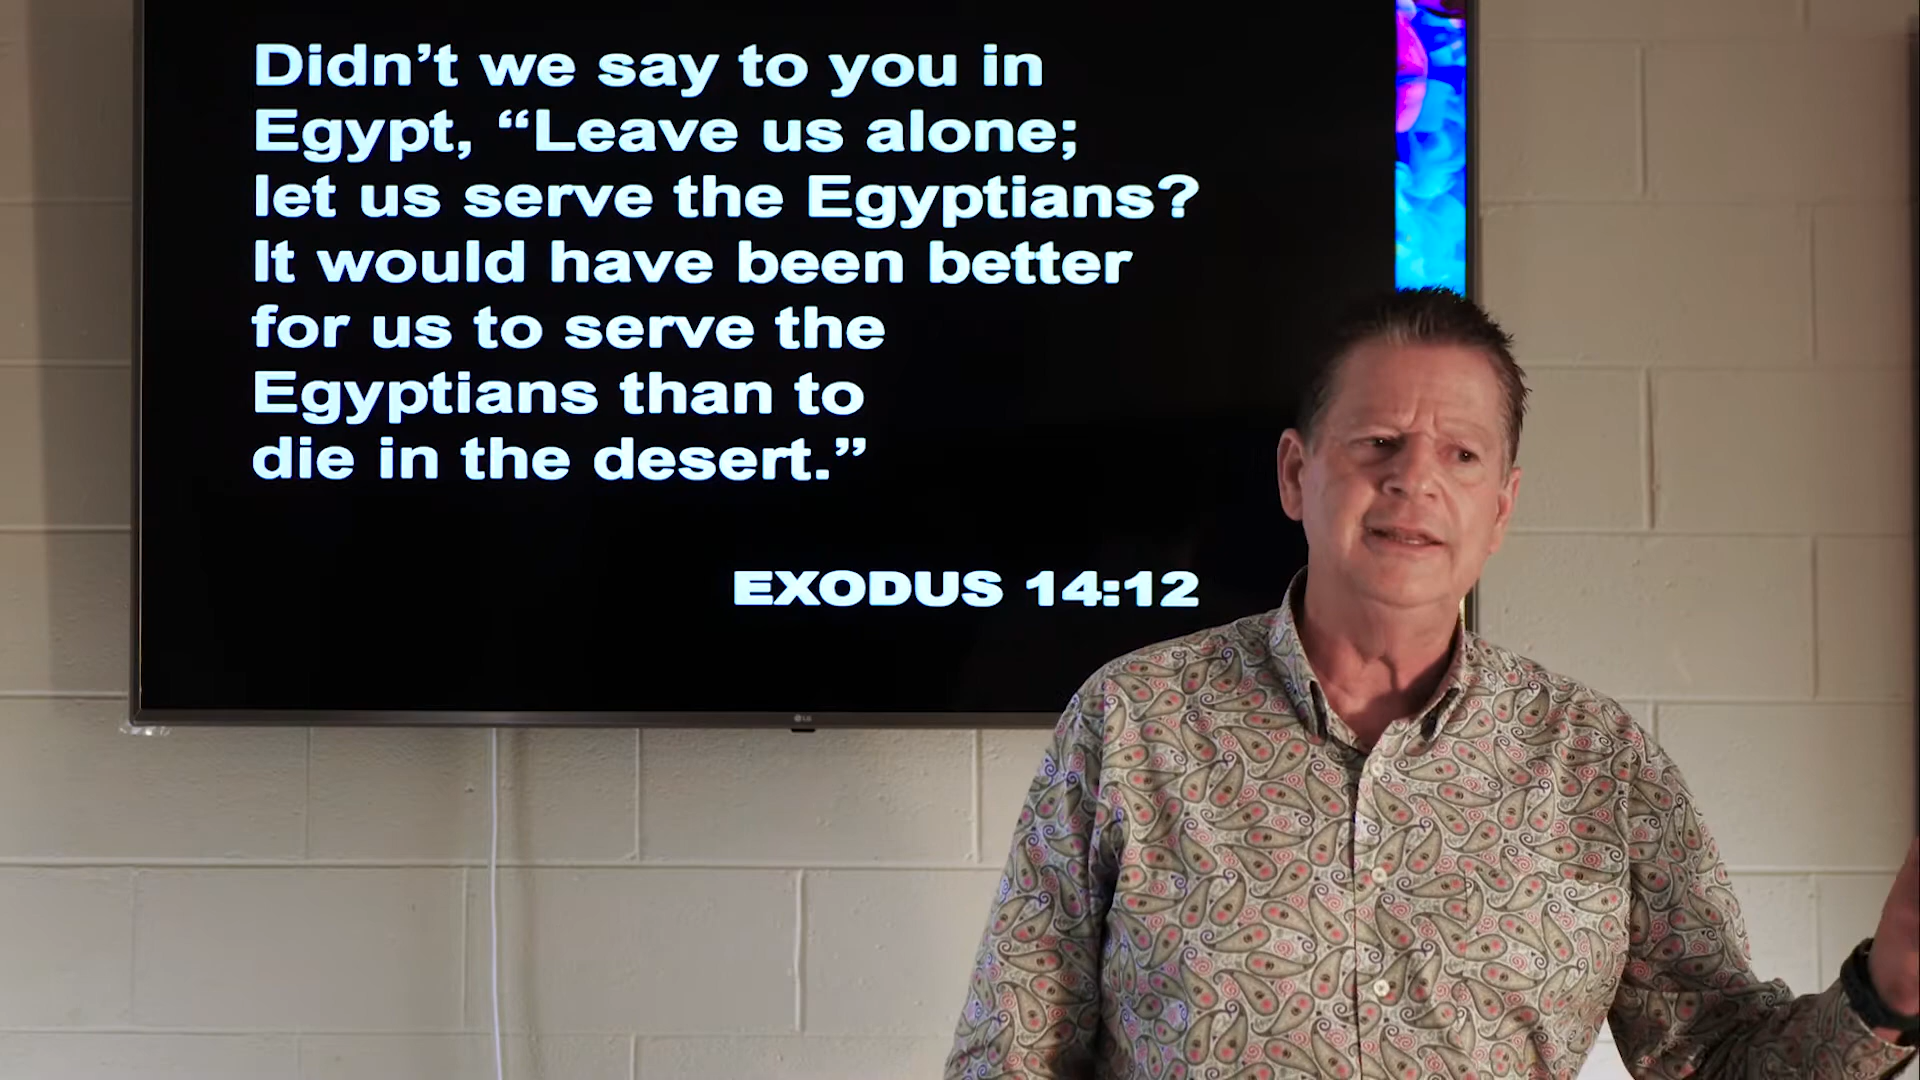 Didn’t we say to you in
Egypt, “Leave us alone;
let us serve the Egyptians?
It would have been better
for us to serve the
Egyptians than to
die in the desert.”
EXODUS 14:12
LG